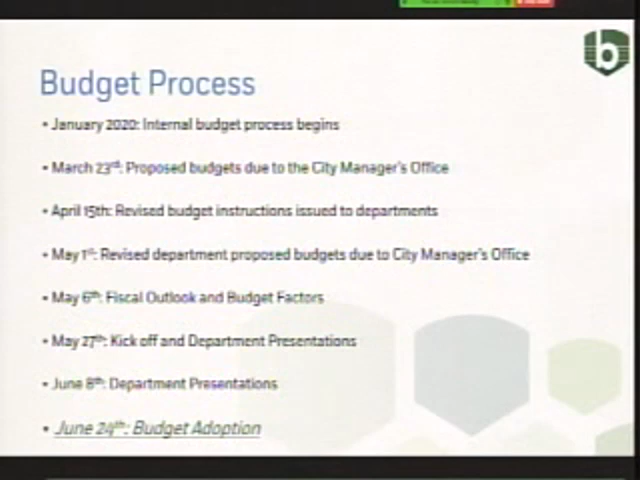 b
Budget Process
• January 2020: Internal budget process begins
• March 23rd: Proposed budgets due to the City Manager's Office
• April 15th: Revised budget instructions issued to departments
• May 1st: Revised department proposed budgets due to City Manager's Office
• May 6th: Fiscal Outlook and Budget Factors
• May 27th: Kick off and Department Presentations
• June 8th: Department Presentations
• June 24th: Budget Adoption